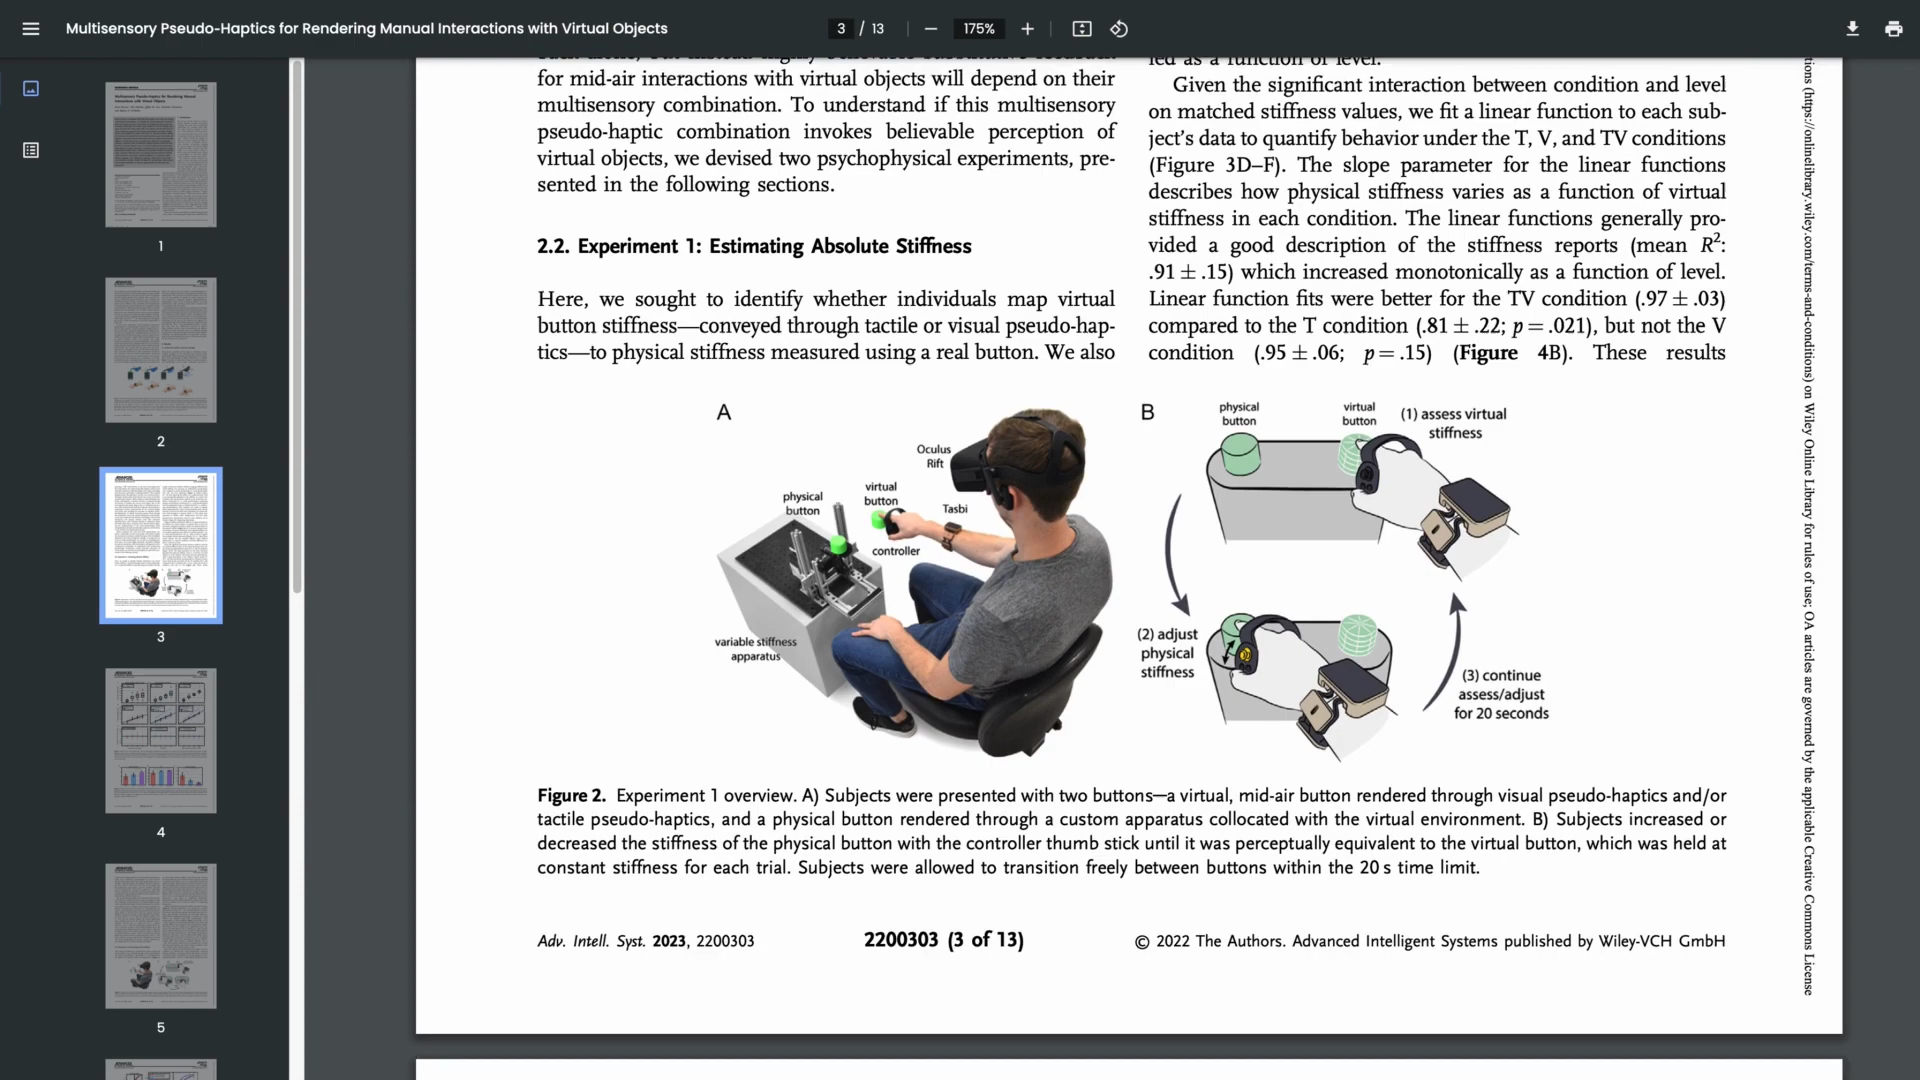 Multisensory Pseudo-Haptics for Rendering Manual Interactions with Virtual Objects
3 / 13
175%
1
2
3
4
5
for mid-air interactions with virtual objects will depend on their
multisensory combination. To understand if this multisensory
pseudo-haptic combination invokes believable perception of
virtual objects, we devised two psychophysical experiments, pre-
sented in the following sections.
2.2. Experiment 1: Estimating Absolute Stiffness
Here, we sought to identify whether individuals map virtual
button stiffness—conveyed through tactile or visual pseudo-hap-
tics—to physical stiffness measured using a real button. We also
led as a function of level.
Given the significant interaction between condition and level
on matched stiffness values, we fit a linear function to each sub-
ject's data to quantify behavior under the T, V, and TV conditions
(Figure 3D–F). The slope parameter for the linear functions
describes how physical stiffness varies as a function of virtual
stiffness in each condition. The linear functions generally pro-
vided a good description of the stiffness reports (mean R²:
.91 ± .15) which increased monotonically as a function of level.
Linear function fits were better for the TV condition (.97 ± .03)
compared to the T condition (.81 ± .22; p = .021), but not the V
condition (.95 ± .06; p = .15) (Figure 4B). These results
A
Oculus
Rift
virtual
button
physical
button
Tasbi
controller
variable stiffness
apparatus
B
physical
button
virtual
button
(1) assess virtual
stiffness
(2) adjust
physical
stiffness
(3) continue
assess/adjust
for 20 seconds
Figure 2. Experiment 1 overview. A) Subjects were presented with two buttons—a virtual, mid-air button rendered through visual pseudo-haptics and/or
tactile pseudo-haptics, and a physical button rendered through a custom apparatus collocated with the virtual environment. B) Subjects increased or
decreased the stiffness of the physical button with the controller thumb stick until it was perceptually equivalent to the virtual button, which was held at
constant stiffness for each trial. Subjects were allowed to transition freely between buttons within the 20 s time limit.
Adv. Intell. Syst. 2023, 2200303
2200303 (3 of 13)
© 2022 The Authors. Advanced Intelligent Systems published by Wiley-VCH GmbH
tions (https://onlinelibrary.wiley.com/terms-and-conditions) on Wiley Online Library for rules of use; OA articles are governed by the applicable Creative Commons License